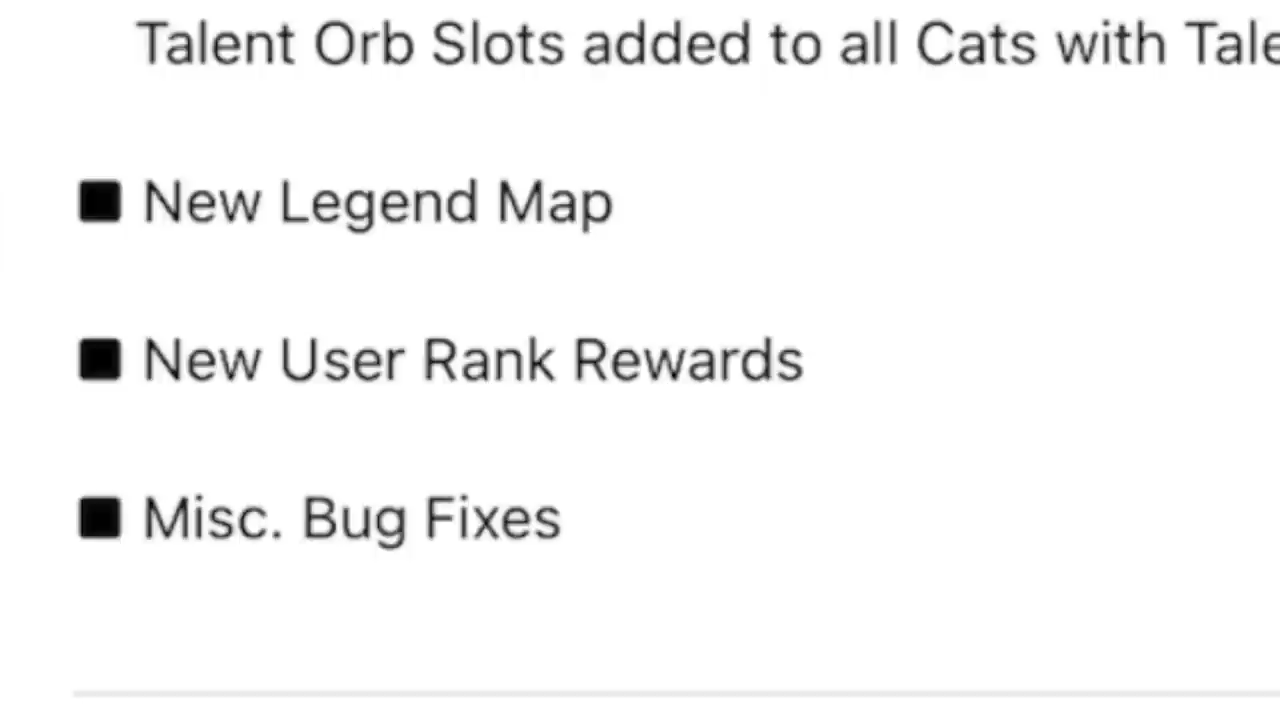 Talent Orb Slots added to all Cats with
■ New Legend Map
■ New User Rank Rewards
■ Misc. Bug Fixes